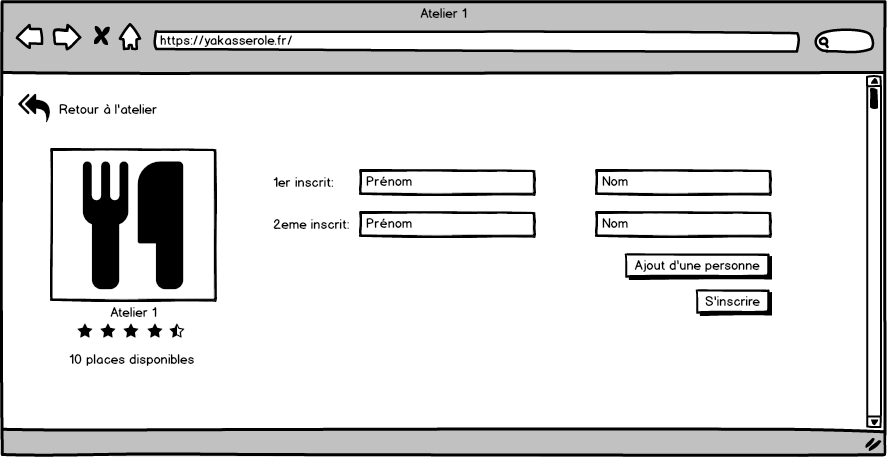 Atelier 1
https://yakasserole.fr/
Retour à l'atelier
1er inscrit: Prénom Nom
2eme inscrit: Prénom Nom
Ajout d'une personne
S'inscrire
Atelier 1
10 places disponibles